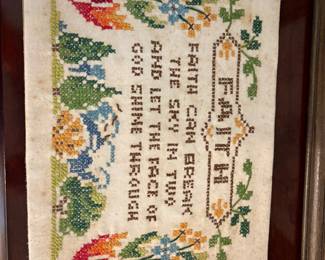 FAITH
FAITH CAN BREAK
THE SKY IN TWO
AND LET THE FACE OF
GOD SHINE THROUGH